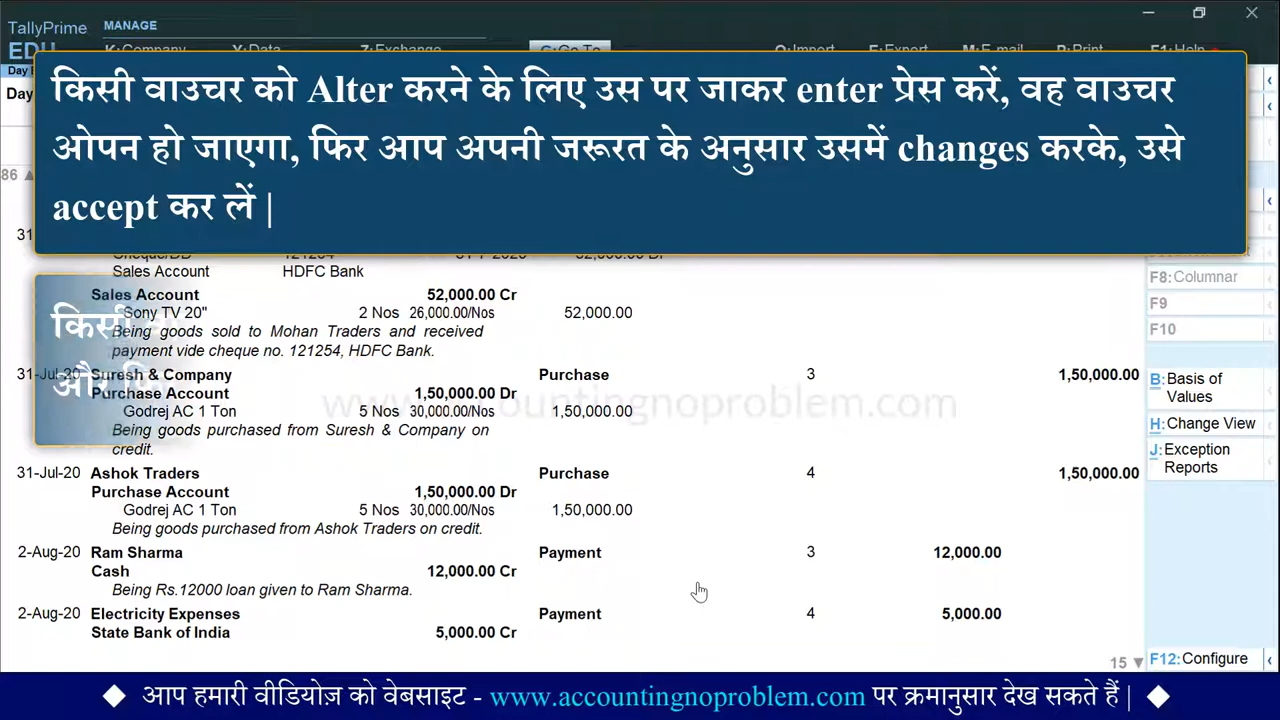 TallyPrime
MANAGE
EDU
किसी वाउचर को Alter करने के लिए उस पर जाकर enter प्रेस करें, वह वाउचर
ओपन हो जाएगा, फिर आप अपनी जरूरत के अनुसार उसमें changes करके, उसे
accept कर लें |
Day
86 ▲
31
Sales Account HDFC Bank
Sales Account 52,000.00 Cr
Sony TV 20" 2 Nos 26,000.00/Nos 52,000.00
Being goods sold to Mohan Traders and received
payment vide cheque no. 121254, HDFC Bank.
किसी
और
31-Jul-20 Suresh & Company Purchase 3 1,50,000.00
Purchase Account 1,50,000.00 Dr
Godrej AC 1 Ton 5 Nos 30,000.00/Nos 1,50,000.00
Being goods purchased from Suresh & Company on
credit.
www.accountingnoproblem.com
31-Jul-20 Ashok Traders Purchase 4 1,50,000.00
Purchase Account 1,50,000.00 Dr
Godrej AC 1 Ton 5 Nos 30,000.00/Nos 1,50,000.00
Being goods purchased from Ashok Traders on credit.
2-Aug-20 Ram Sharma Payment 3 12,000.00
Cash 12,000.00 Cr
Being Rs.12000 loan given to Ram Sharma.
2-Aug-20 Electricity Expenses Payment 4 5,000.00
State Bank of India 5,000.00 Cr
15 ▼
F8: Columnar
F9
F10
B: Basis of
Values
H: Change View
J: Exception
Reports
F12: Configure
◆ आप हमारी वीडियोज़ को वेबसाइट - www.accountingnoproblem.com पर क्रमानुसार देख सकते हैं | ◆